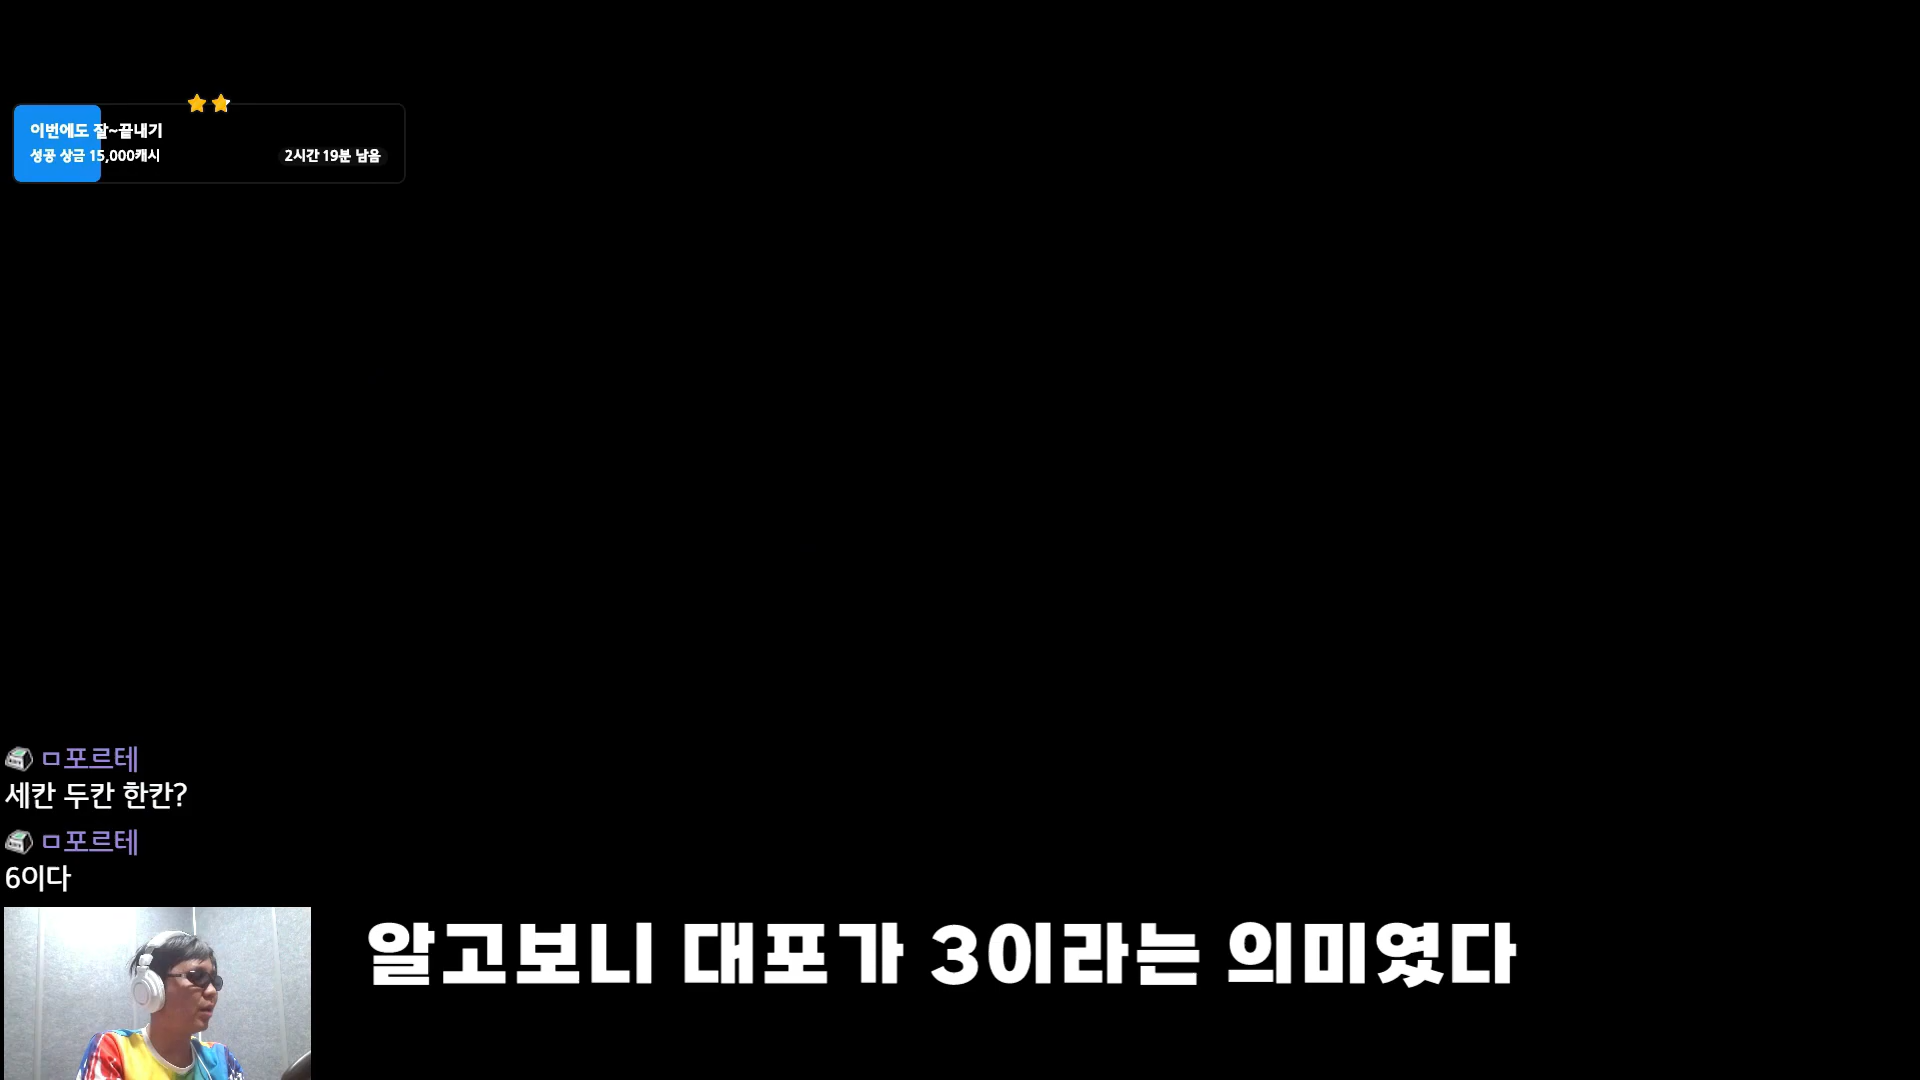 이번에도 잘~끝내기
성공 상금 15,000캐시
2시간 19분 남음
ㅁ포르테
세칸 두칸 한칸?
ㅁ포르테
6이다
알고보니 대포가 3이라는 의미였다